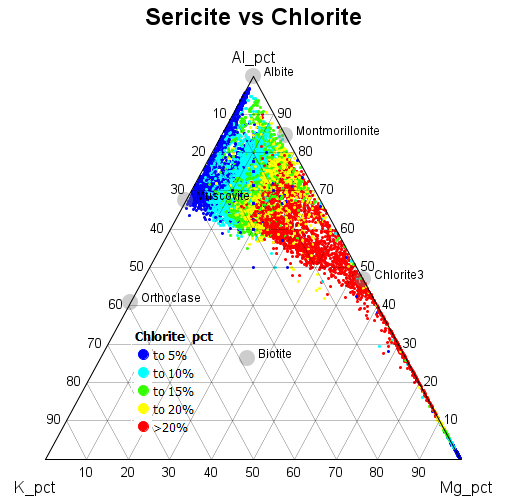 Sericite vs Chlorite
Al_pct
Albite
10 90
Montmorillonite
20 80
30 Muscovite 70
40 60
50 50
Chlorite3
60 Orthoclase 40
Chlorite_pct
70 30
to 5%
Biotite
to 10%
80 20
to 15%
to 20%
90 10
>20%
10 20 30 40 50 60 70 80 90
K_pct Mg_pct